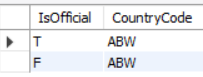 IsOfficial CountryCode
T ABW
F ABW